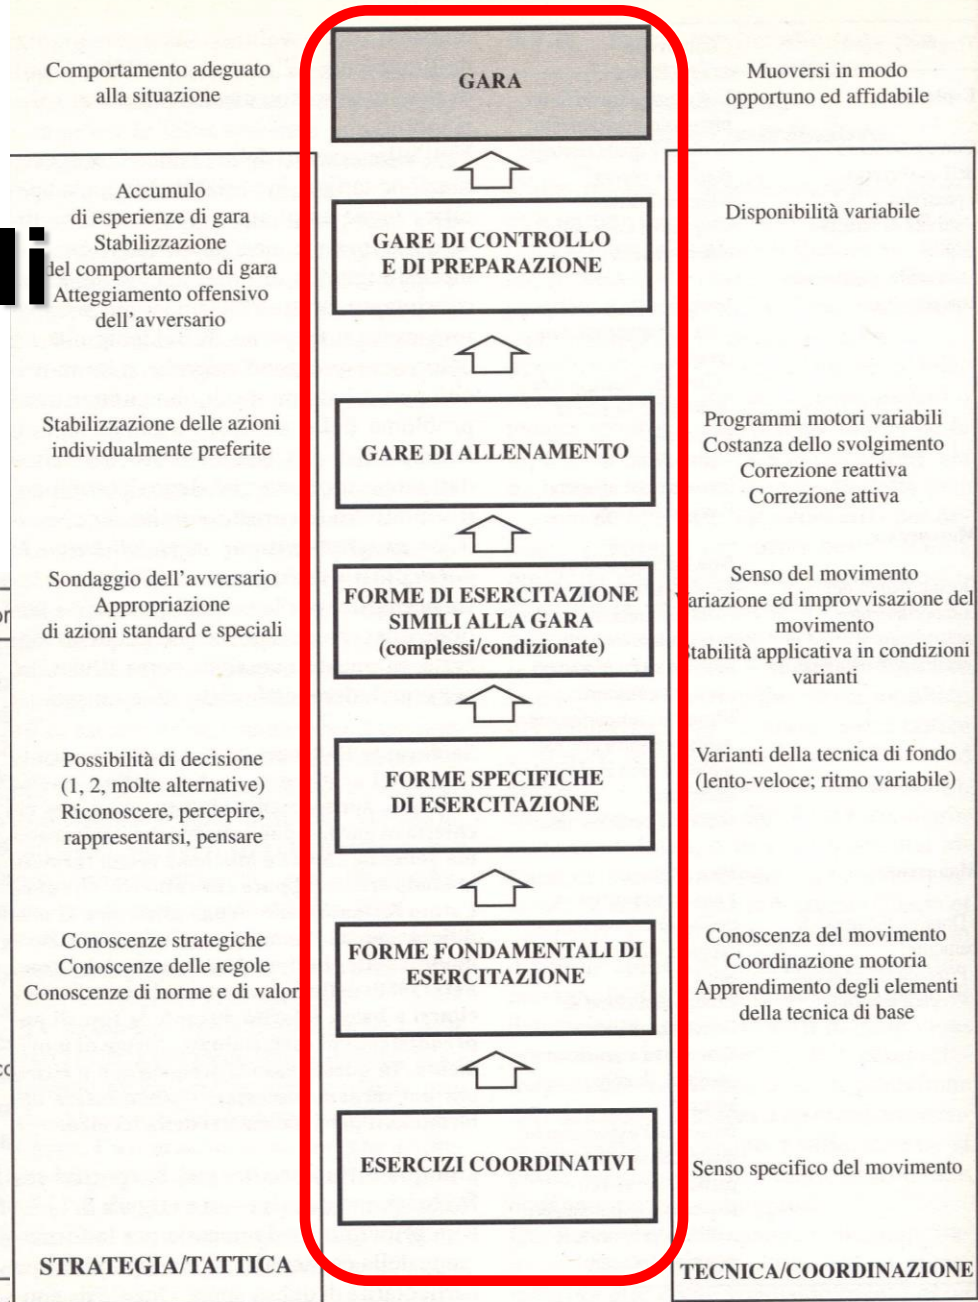 Comportamento adeguato
alla situazione
GARA
Muoversi in modo
opportuno ed affidabile
Accumulo
di esperienze di gara
Stabilizzazione
del comportamento di gara
Atteggiamento offensivo
dell'avversario
li
GARE DI CONTROLLO
E DI PREPARAZIONE
Disponibilità variabile
Stabilizzazione delle azioni
individualmente preferite
GARE DI ALLENAMENTO
Programmi motori variabili
Costanza dello svolgimento
Correzione reattiva
Correzione attiva
Sondaggio dell'avversario
Appropriazione
di azioni standard e speciali
or
FORME DI ESERCITAZIONE
SIMILI ALLA GARA
(complessi/condizionate)
Senso del movimento
Variazione ed improvvisazione del
movimento
Stabilità applicativa in condizioni
varianti
Possibilità di decisione
(1, 2, molte alternative)
Riconoscere, percepire,
rappresentarsi, pensare
FORME SPECIFICHE
DI ESERCITAZIONE
Varianti della tecnica di fondo
(lento-veloce; ritmo variabile)
Conoscenze strategiche
Conoscenze delle regole
Conoscenze di norme e di valor
FORME FONDAMENTALI DI
ESERCITAZIONE
Conoscenza del movimento
Coordinazione motoria
Apprendimento degli elementi
della tecnica di base
ESERCIZI COORDINATIVI
Senso specifico del movimento
STRATEGIA/TATTICA
TECNICA/COORDINAZIONE